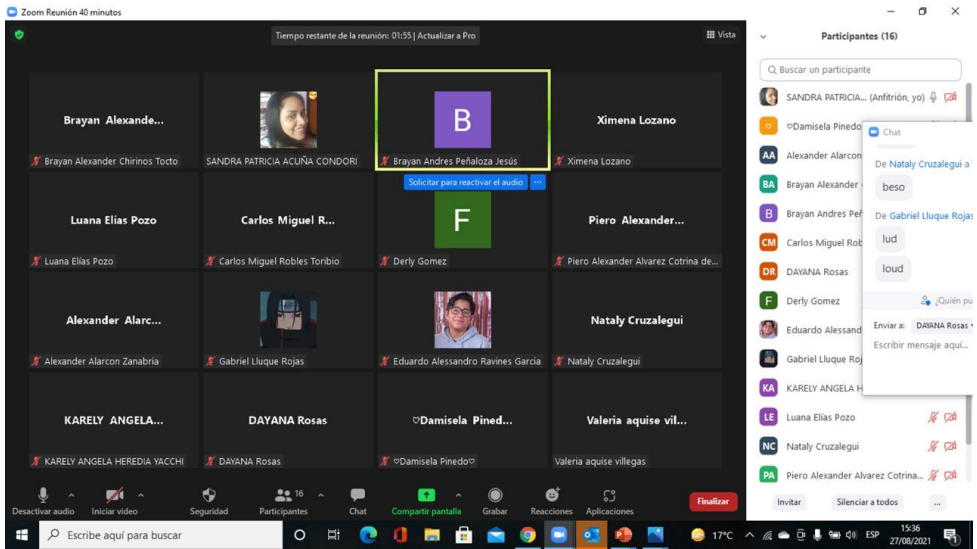 Zoom Reunión 40 minutos
Tiempo restante de la reunión: 01:55 | Actualizar a Pro
Vista
Brayan Alexande...
Brayan Alexander Chirinos Tocto
SANDRA PATRICIA ACUÑA CONDORI
B
Brayan Andres Peñaloza Jesús
Ximena Lozano
Ximena Lozano
Solicitar para reactivar el audio
...
Luana Elias Pozo
Luana Elías Pozo
Carlos Miguel R...
Carlos Miguel Robles Toribio
F
Derly Gomez
Piero Alexander...
Piero Alexander Alvarez Cotrina de...
Alexander Alarc...
Alexander Alarcon Zanabria
Gabriel Lluque Rojas
Eduardo Alessandro Ravines Garcia
Nataly Cruzalegui
Nataly Cruzalegui
KARELY ANGELA...
KARELY ANGELA HEREDIA YACCHI
DAYANA Rosas
DAYANA Rosas
♡Damisela Pined...
♡Damisela Pinedo♡
Valeria aquise vil...
Valeria aquise villegas
Desactivar audio
Iniciar video
Seguridad
16
Participantes
Chat
Compartir pantalla
Grabar
Reacciones
Aplicaciones
Finalizar
Participantes (16)
Buscar un participante
SANDRA PATRICIA... (Anfitrión, yo)
♡Damisela Pinedo
AA Alexander Alarcon
BA Brayan Alexander
B Brayan Andres Peñ
CM Carlos Miguel Rob
DR DAYANA Rosas
F Derly Gomez
Eduardo Alessand
Gabriel Lluque Roj
KA KARELY ANGELA H
LE Luana Elías Pozo
NC Nataly Cruzalegui
PA Piero Alexander Alvarez Cotrina...
Invitar
Silenciar a todos
...
Chat
De Nataly Cruzalegui a
beso
De Gabriel Lluque Rojas
lud
loud
¿Quién pu
Enviar a: DAYANA Rosas
Escribir mensaje aquí...
Escribe aquí para buscar
17°C
ESP
15:36
27/08/2021